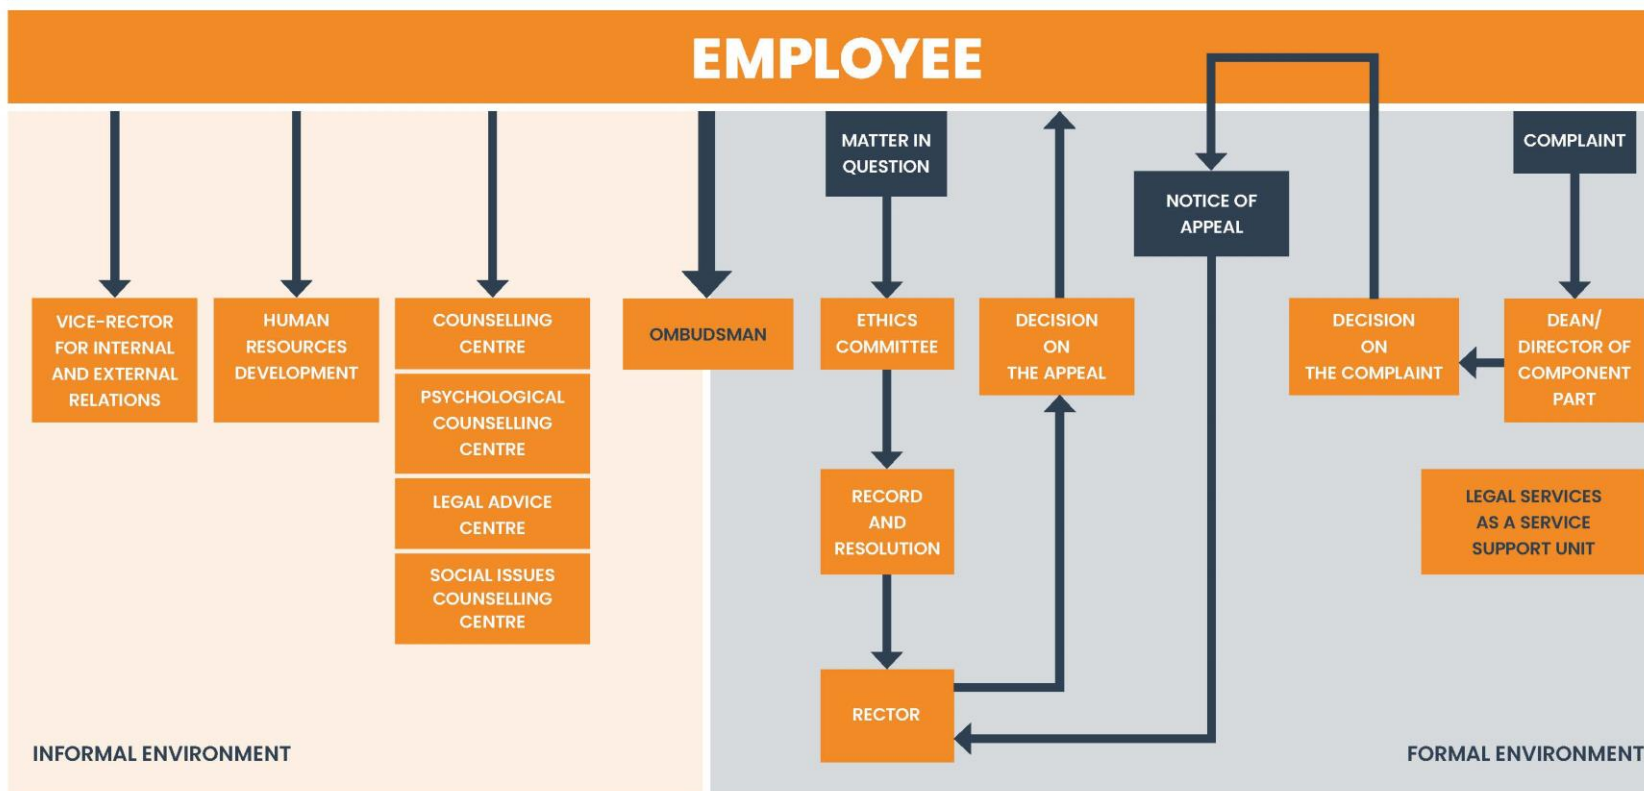 EMPLOYEE
MATTER IN
QUESTION
COMPLAINT
NOTICE OF
APPEAL
VICE-RECTOR
FOR INTERNAL
AND EXTERNAL
RELATIONS
HUMAN
RESOURCES
DEVELOPMENT
COUNSELLING
CENTRE
PSYCHOLOGICAL
COUNSELLING
CENTRE
LEGAL ADVICE
CENTRE
SOCIAL ISSUES
COUNSELLING
CENTRE
OMBUDSMAN
ETHICS
COMMITTEE
DECISION
ON
THE APPEAL
DECISION
ON
THE COMPLAINT
DEAN/
DIRECTOR OF
COMPONENT
PART
RECORD
AND
RESOLUTION
LEGAL SERVICES
AS A SERVICE
SUPPORT UNIT
RECTOR
INFORMAL ENVIRONMENT
FORMAL ENVIRONMENT